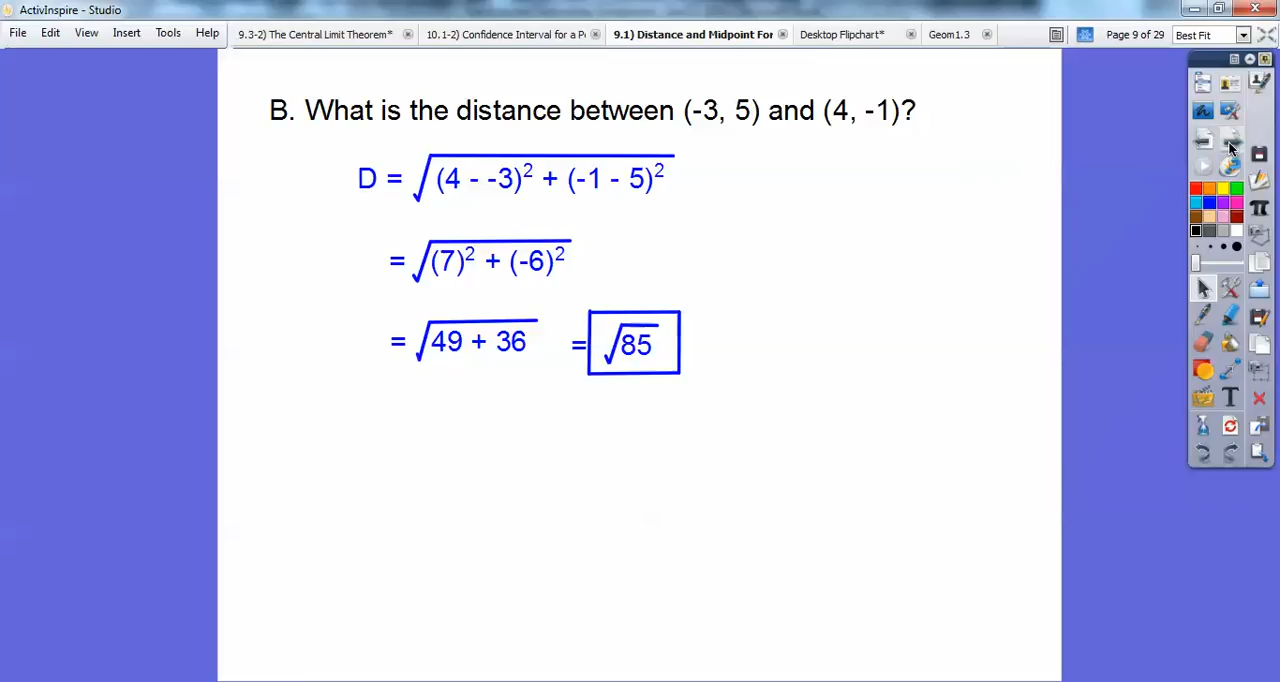 ActivInspire - Studio
File Edit View Insert Tools Help
9.3-2) The Central Limit Theorem* 10.1-2) Confidence Interval for a P 9.1) Distance and Midpoint For Desktop Flipchart* Geom1.3 Page 9 of 29 Best Fit
B. What is the distance between (-3, 5) and (4, -1)?
D = √(4 - -3)² + (-1 - 5)²
= √(7)² + (-6)²
= √49 + 36 = √85
π
T